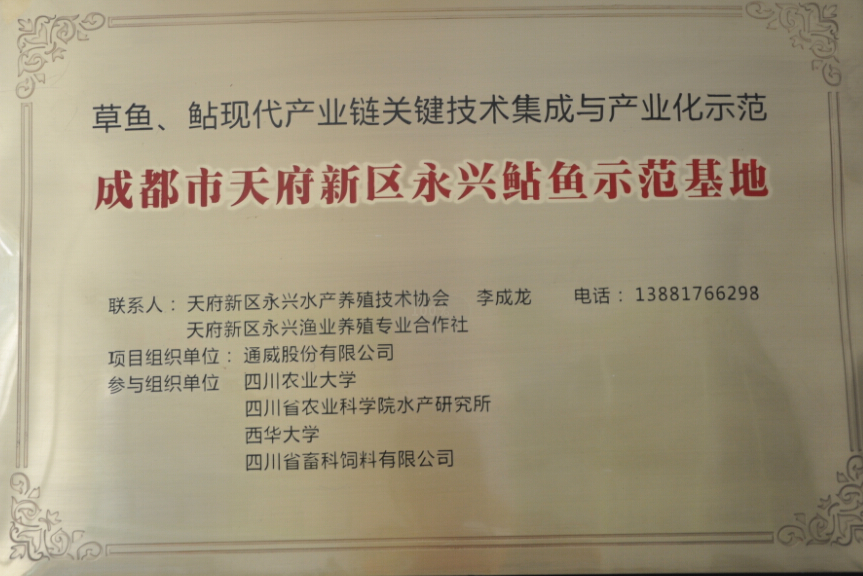 草鱼、鲇现代产业链关键技术集成与产业化示范
成都市天府新区永兴鲇鱼示范基地
联系人：天府新区永兴水产养殖技术协会 李成龙 电话：13881766298
天府新区永兴渔业养殖专业合作社
项目组织单位：通威股份有限公司
参与组织单位 四川农业大学
四川省农业科学院水产研究所
西华大学
四川省畜科饲料有限公司